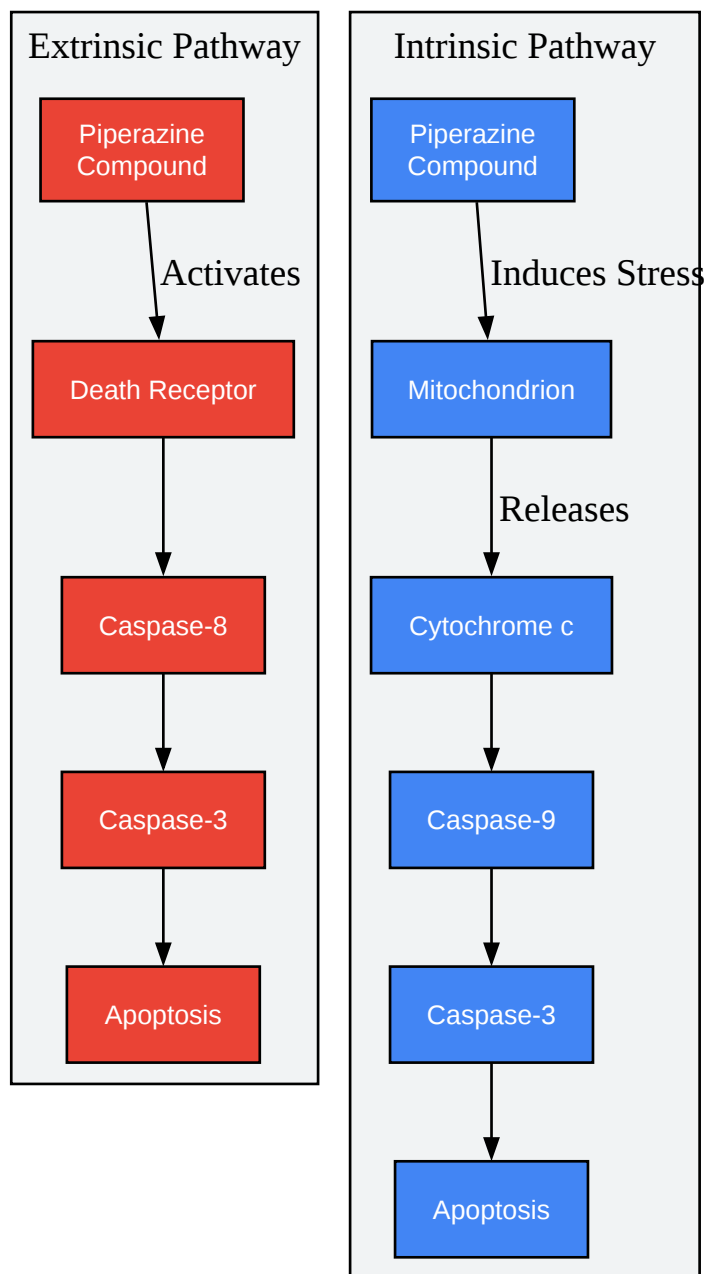 Extrinsic Pathway
Piperazine
Compound
Activates
Death Receptor
Caspase-8
Caspase-3
Apoptosis
Intrinsic Pathway
Piperazine
Compound
Induces Stress
Mitochondrion
Releases
Cytochrome c
Caspase-9
Caspase-3
Apoptosis